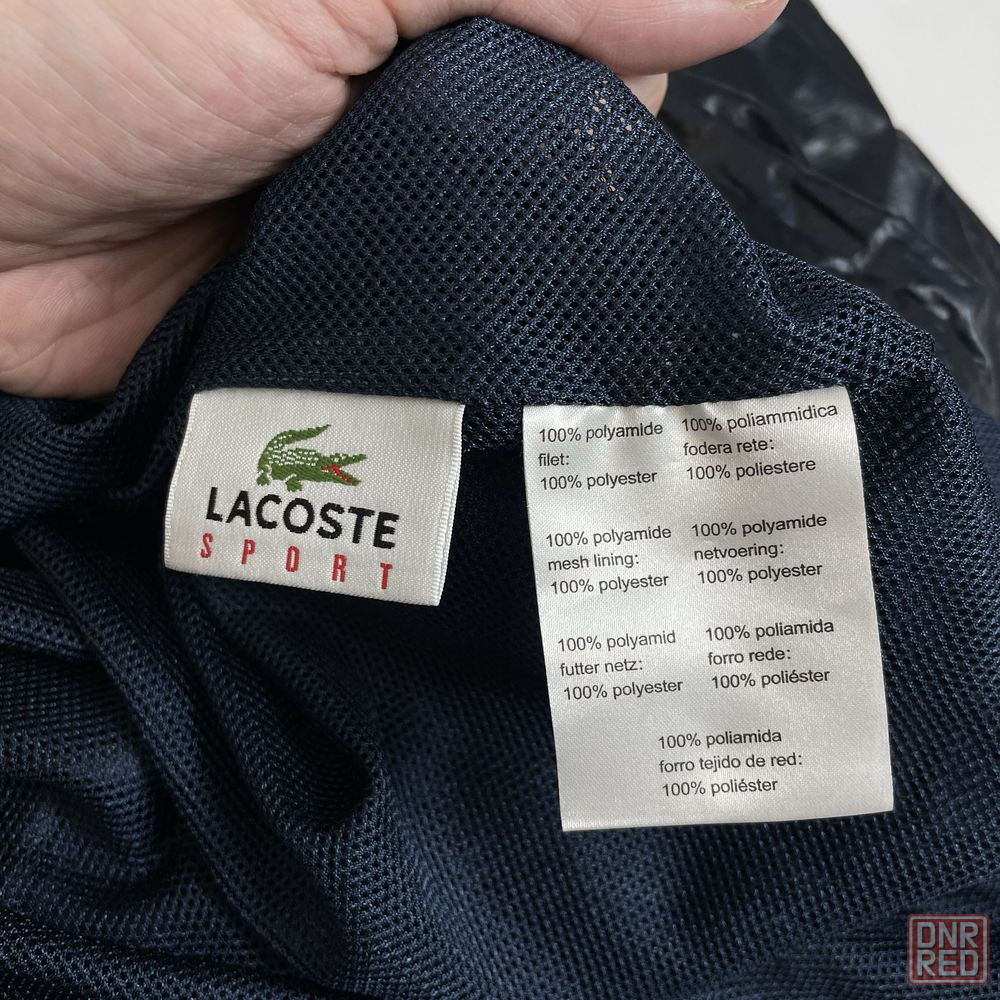 LACOSTE
SPORT
100% polyamide
filet:
100% polyester
100% poliammidica
fodera rete:
100% poliestere
100% polyamide
mesh lining:
100% polyester
100% polyamide
netvoering:
100% polyester
100% polyamid
futter netz:
100% polyester
100% poliamida
forro rede:
100% poliéster
100% poliamida
forro tejido de red:
100% poliéster
DNR
RED